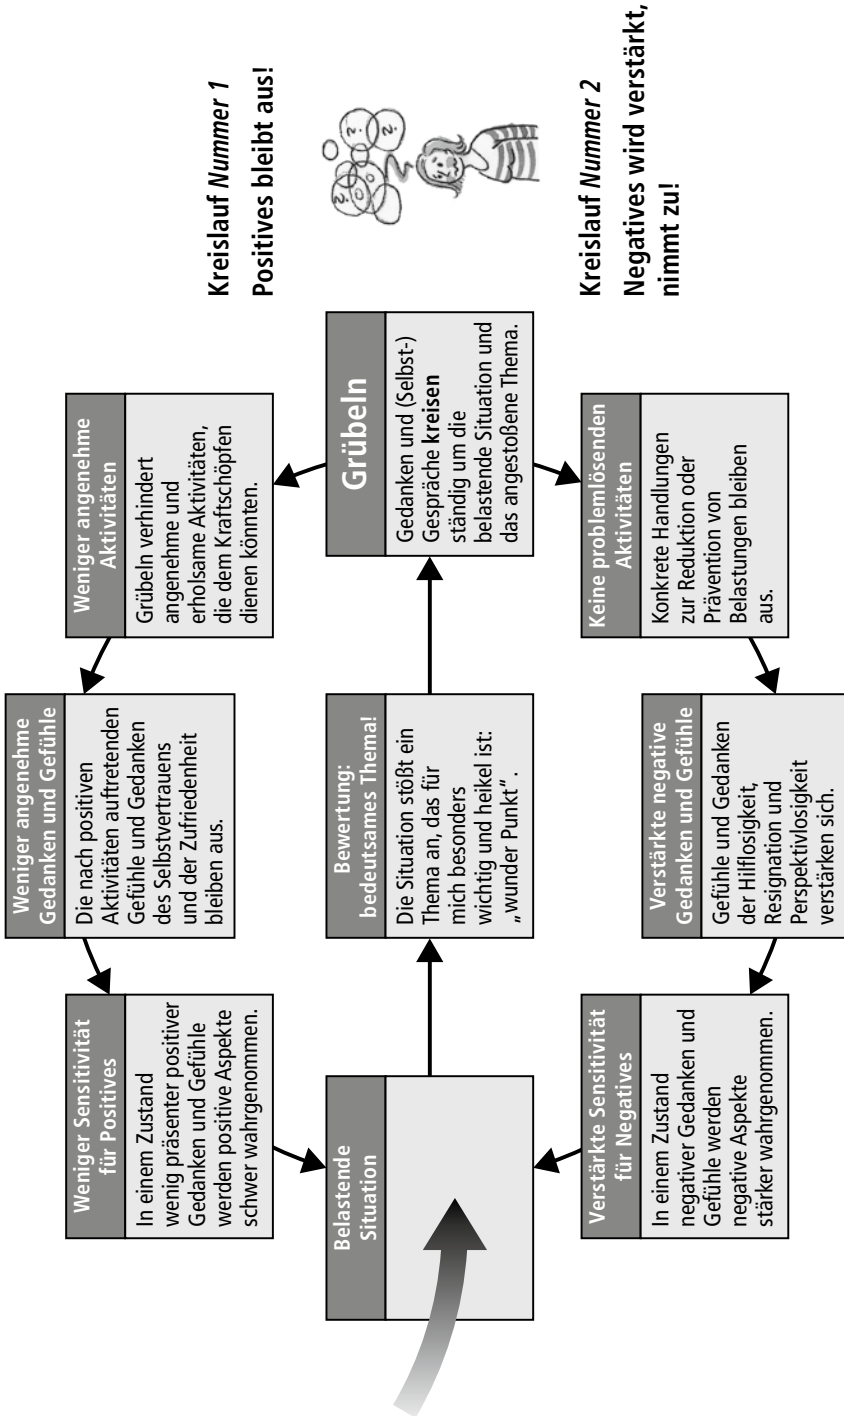 Weniger Sensitivität
für Positives
In einem Zustand
wenig präsenter positiver
Gedanken und Gefühle
werden positive Aspekte
schwer wahrgenommen.
Weniger angenehme
Gedanken und Gefühle
Die nach positiven
Aktivitäten auftretenden
Gefühle und Gedanken
des Selbstvertrauens
und der Zufriedenheit
bleiben aus.
Weniger angenehme
Aktivitäten
Grübeln verhindert
angenehme und
erholsame Aktivitäten,
die dem Kraftschöpfen
dienen könnten.
Kreislauf Nummer 1
Positives bleibt aus!
Belastende
Situation
Bewertung:
bedeutsames Thema!
Die Situation stößt ein
Thema an, das für
mich besonders
wichtig und heikel ist:
„wunder Punkt“.
Grübeln
Gedanken und (Selbst-)
Gespräche kreisen
ständig um die
belastende Situation und
das angestoßene Thema.
? ? ?
Verstärkte Sensitivität
für Negatives
In einem Zustand
negativer Gedanken und
Gefühle werden
negative Aspekte
stärker wahrgenommen.
Verstärkte negative
Gedanken und Gefühle
Gefühle und Gedanken
der Hilflosigkeit,
Resignation und
Perspektivlosigkeit
verstärken sich.
Keine problemlösenden
Aktivitäten
Konkrete Handlungen
zur Reduktion oder
Prävention von
Belastungen bleiben
aus.
Kreislauf Nummer 2
Negatives wird verstärkt,
nimmt zu!